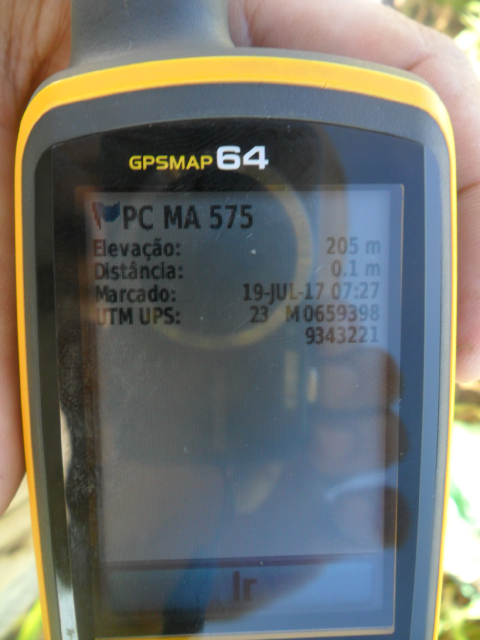 GPSMAP 64
PC MA 575
Elevação: 205 m
Distância: 0.1 m
Marcado: 19-JUL-17 07:27
UTM UPS: 23 M 0659398
9343221
Ir